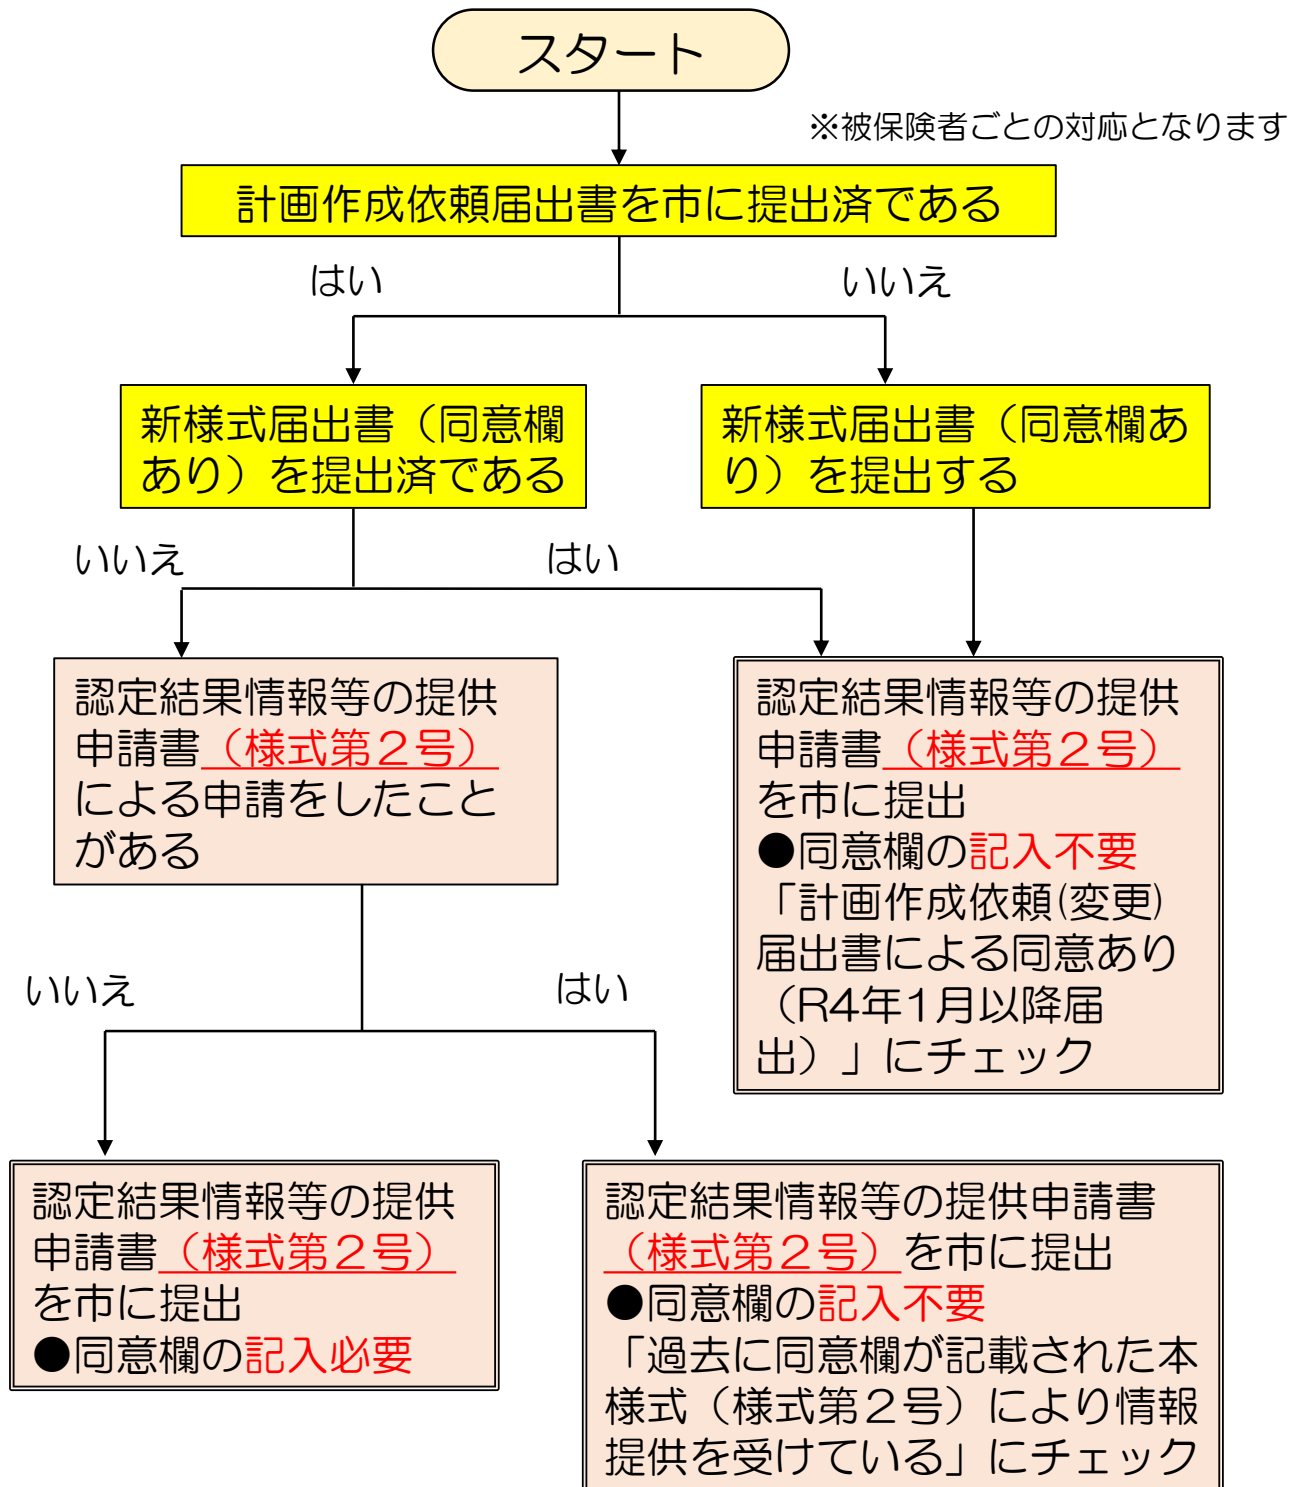 スタート
※被保険者ごとの対応となります
計画作成依頼届出書を市に提出済である
はい
いいえ
新様式届出書（同意欄
あり）を提出済である
新様式届出書（同意欄あ
り）を提出する
いいえ
はい
認定結果情報等の提供
申請書（様式第２号）
による申請をしたこと
がある
認定結果情報等の提供
申請書（様式第２号）
を市に提出
●同意欄の記入不要
「計画作成依頼(変更)
届出書による同意あり
（R4年1月以降届
出）」にチェック
いいえ
はい
認定結果情報等の提供
申請書（様式第２号）
を市に提出
●同意欄の記入必要
認定結果情報等の提供申請書
（様式第２号）を市に提出
●同意欄の記入不要
「過去に同意欄が記載された本
様式（様式第２号）により情報
提供を受けている」にチェック